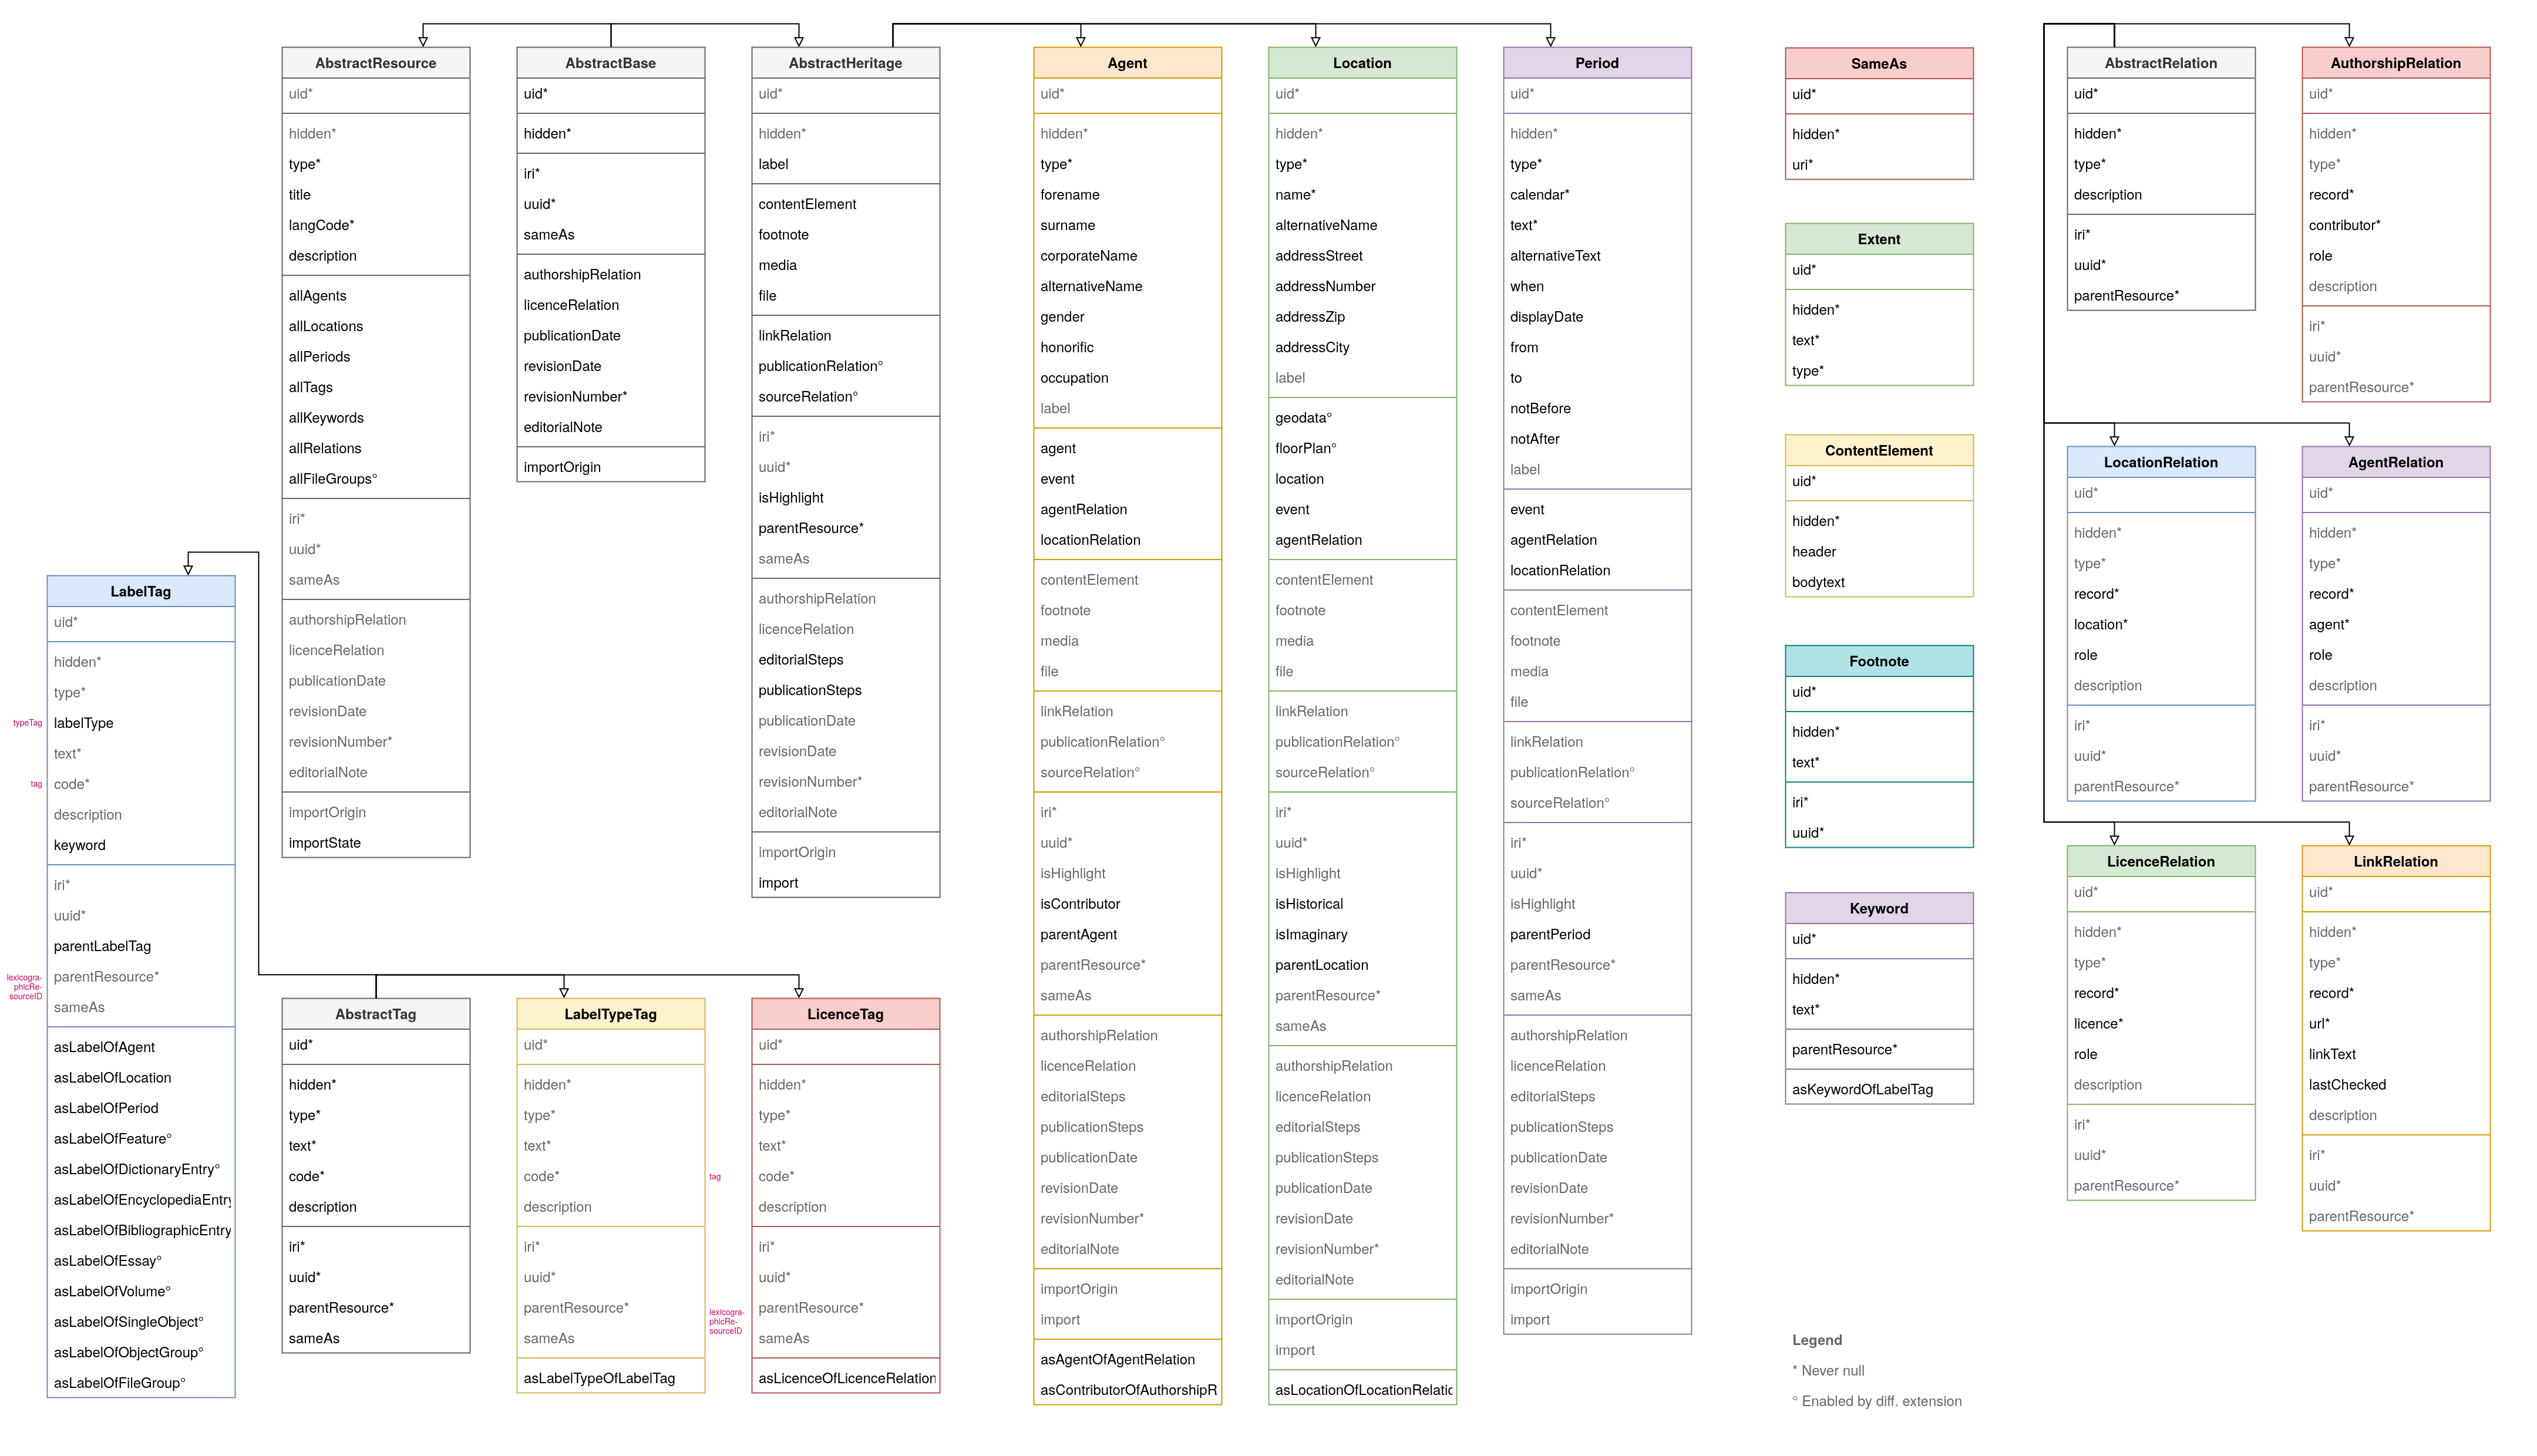 AbstractResource
uid*
hidden*
type*
title
langCode*
description
allAgents
allLocations
allPeriods
allTags
allKeywords
allRelations
allFileGroups°
iri*
uuid*
sameAs
authorshipRelation
licenceRelation
publicationDate
revisionDate
revisionNumber*
editorialNote
importOrigin
importState
AbstractBase
uid*
hidden*
iri*
uuid*
sameAs
authorshipRelation
licenceRelation
publicationDate
revisionDate
revisionNumber*
editorialNote
importOrigin
AbstractHeritage
uid*
hidden*
label
contentElement
footnote
media
file
linkRelation
publicationRelation°
sourceRelation°
iri*
uuid*
isHighlight
parentResource*
sameAs
authorshipRelation
licenceRelation
editorialSteps
publicationSteps
publicationDate
revisionDate
revisionNumber*
editorialNote
importOrigin
import
Agent
uid*
hidden*
type*
forename
surname
corporateName
alternativeName
gender
honorific
occupation
label
agent
event
agentRelation
locationRelation
contentElement
footnote
media
file
linkRelation
publicationRelation°
sourceRelation°
iri*
uuid*
isHighlight
isContributor
parentAgent
parentResource*
sameAs
authorshipRelation
licenceRelation
editorialSteps
publicationSteps
publicationDate
revisionDate
revisionNumber*
editorialNote
importOrigin
import
asAgentOfAgentRelation
asContributorOfAuthorshipR
Location
uid*
hidden*
type*
name*
alternativeName
addressStreet
addressNumber
addressZip
addressCity
label
geodata°
floorPlan°
location
event
agentRelation
contentElement
footnote
media
file
linkRelation
publicationRelation°
sourceRelation°
iri*
uuid*
isHighlight
isHistorical
isImaginary
parentLocation
parentResource*
sameAs
authorshipRelation
licenceRelation
editorialSteps
publicationSteps
publicationDate
revisionDate
revisionNumber*
editorialNote
importOrigin
import
asLocationOfLocationRelatic
Period
uid*
hidden*
type*
calendar*
text*
alternativeText
when
displayDate
from
to
notBefore
notAfter
label
event
agentRelation
locationRelation
contentElement
footnote
media
file
linkRelation
publicationRelation°
sourceRelation°
iri*
uuid*
isHighlight
parentPeriod
parentResource*
sameAs
authorshipRelation
licenceRelation
editorialSteps
publicationSteps
publicationDate
revisionDate
revisionNumber*
editorialNote
importOrigin
import
SameAs
uid*
hidden*
uri*
Extent
uid*
hidden*
text*
type*
ContentElement
uid*
hidden*
header
bodytext
Footnote
uid*
hidden*
text*
iri*
uuid*
Keyword
uid*
hidden*
text*
parentResource*
asKeywordOfLabelTag
AbstractRelation
uid*
hidden*
type*
description
iri*
uuid*
parentResource*
AuthorshipRelation
uid*
hidden*
type*
record*
contributor*
role
description
iri*
uuid*
parentResource*
LocationRelation
uid*
hidden*
type*
record*
location*
role
description
iri*
uuid*
parentResource*
AgentRelation
uid*
hidden*
type*
record*
agent*
role
description
iri*
uuid*
parentResource*
LicenceRelation
uid*
hidden*
type*
record*
licence*
role
description
iri*
uuid*
parentResource*
LinkRelation
uid*
hidden*
type*
record*
url*
linkText
lastChecked
description
iri*
uuid*
parentResource*
LabelTag
uid*
hidden*
type*
typeTag
labelType
text*
tag
code*
description
keyword
iri*
uuid*
parentLabelTag
lexicogra-
phicRe-
sourceID
parentResource*
sameAs
asLabelOfAgent
asLabelOfLocation
asLabelOfPeriod
asLabelOfFeature°
asLabelOfDictionaryEntry°
asLabelOfEncyclopediaEntry
asLabelOfBibliographicEntry
asLabelOfEssay°
asLabelOfVolume°
asLabelOfSingleObject°
asLabelOfObjectGroup°
asLabelOfFileGroup°
AbstractTag
uid*
hidden*
type*
text*
code*
description
iri*
uuid*
parentResource*
sameAs
LabelTypeTag
uid*
hidden*
type*
text*
code*
description
iri*
uuid*
parentResource*
sameAs
asLabelTypeOfLabelTag
LicenceTag
uid*
hidden*
type*
text*
tag
code*
description
iri*
uuid*
lexicogra-
phicRe-
sourceID
parentResource*
sameAs
asLicenceOfLicenceRelation
Legend
* Never null
° Enabled by diff. extension